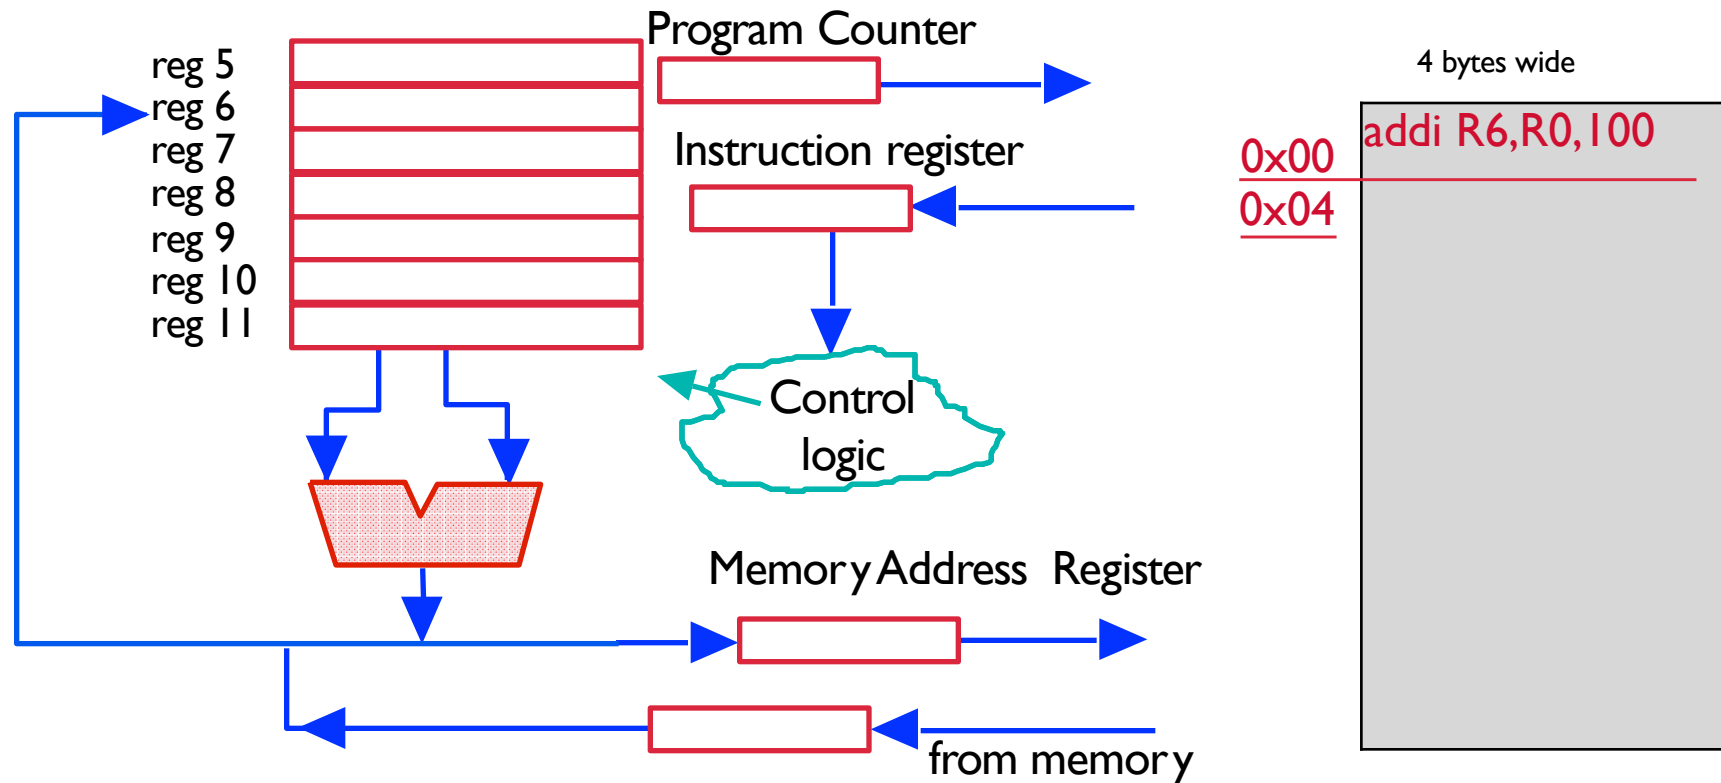 reg 5
reg 6
reg 7
reg 8
reg 9
reg 10
reg 11
Program Counter
Instruction register
Control
logic
Memory Address Register
from memory
4 bytes wide
0x00
addi R6,R0,100
0x04